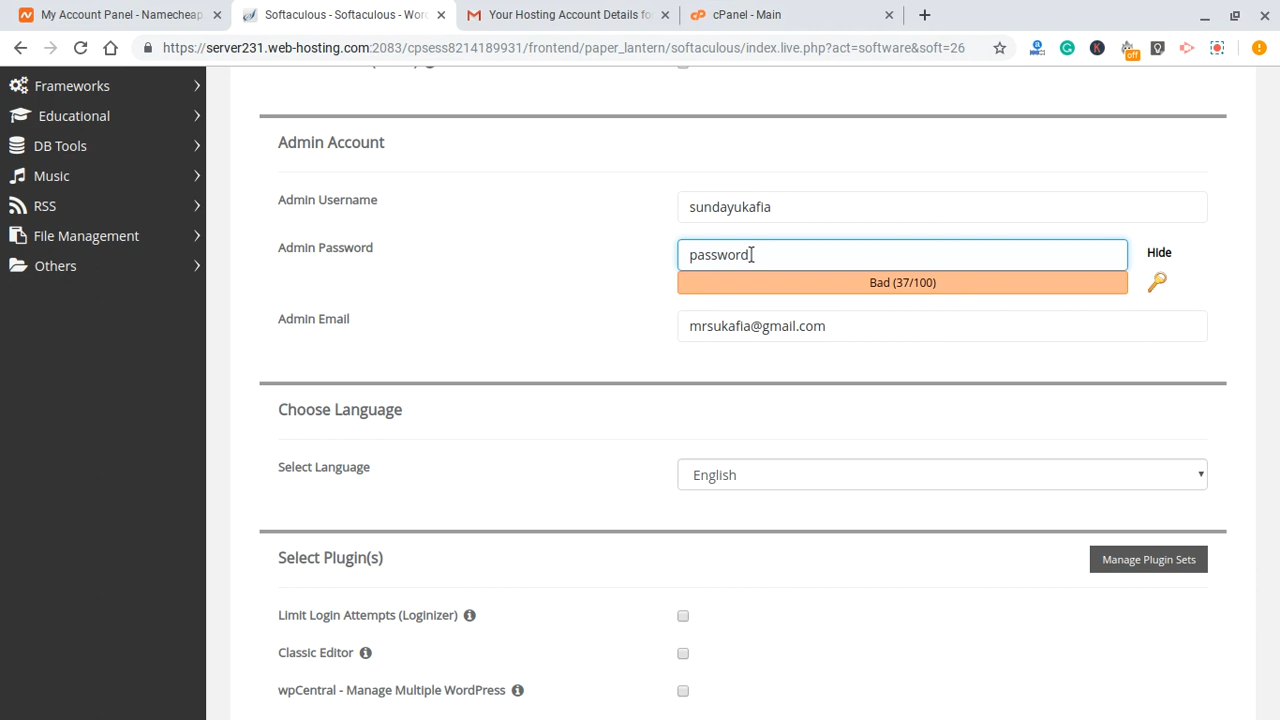 My Account Panel - Namecheap
Softaculous - Softaculous - Word
Your Hosting Account Details fo
cPanel - Main
https://server231.web-hosting.com:2083/cpsess8214189931/frontend/paper_lantern/softaculous/index.live.php?act=software&soft=26
off
Frameworks
Educational
DB Tools
Music
RSS
File Management
Others
Admin Account
Admin Username
sundayukafia
Admin Password
password
Hide
Bad (37/100)
Admin Email
mrsukafia@gmail.com
Choose Language
Select Language
English
Select Plugin(s)
Manage Plugin Sets
Limit Login Attempts (Loginizer)
Classic Editor
wpCentral - Manage Multiple WordPress